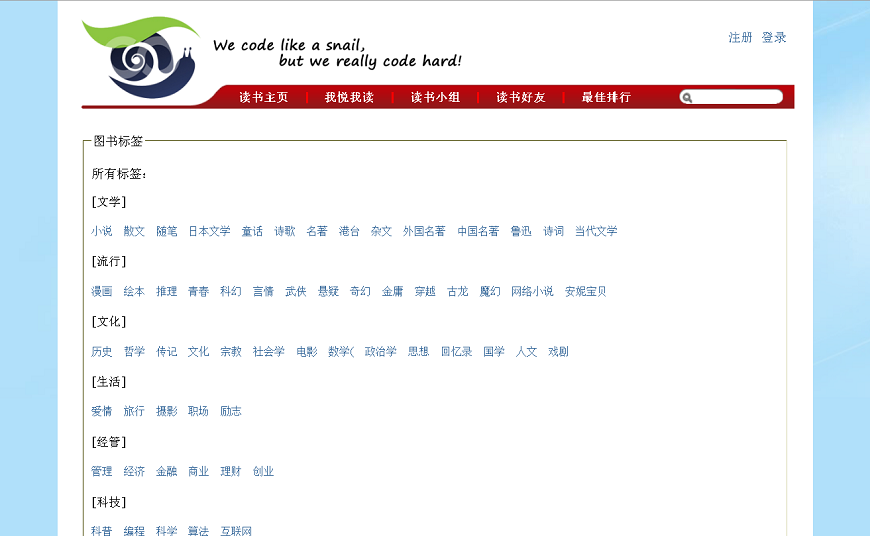 注册 登录
We code like a snail,
but we really code hard!
读书主页 | 我悦我读 | 读书小组 | 读书好友 | 最佳排行
图书标签
所有标签:
[文学]
小说 散文 随笔 日本文学 童话 诗歌 名著 港台 杂文 外国名著 中国名著 鲁迅 诗词 当代文学
[流行]
漫画 绘本 推理 青春 科幻 言情 武侠 悬疑 奇幻 金庸 穿越 古龙 魔幻 网络小说 安妮宝贝
[文化]
历史 哲学 传记 文化 宗教 社会学 电影 数学( 政治学 思想 回忆录 国学 人文 戏剧
[生活]
爱情 旅行 摄影 职场 励志
[经管]
管理 经济 金融 商业 理财 创业
[科技]
科普 编程 科学 算法 互联网